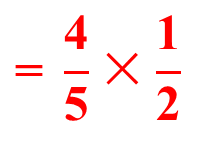 = 4/5 × 1/2